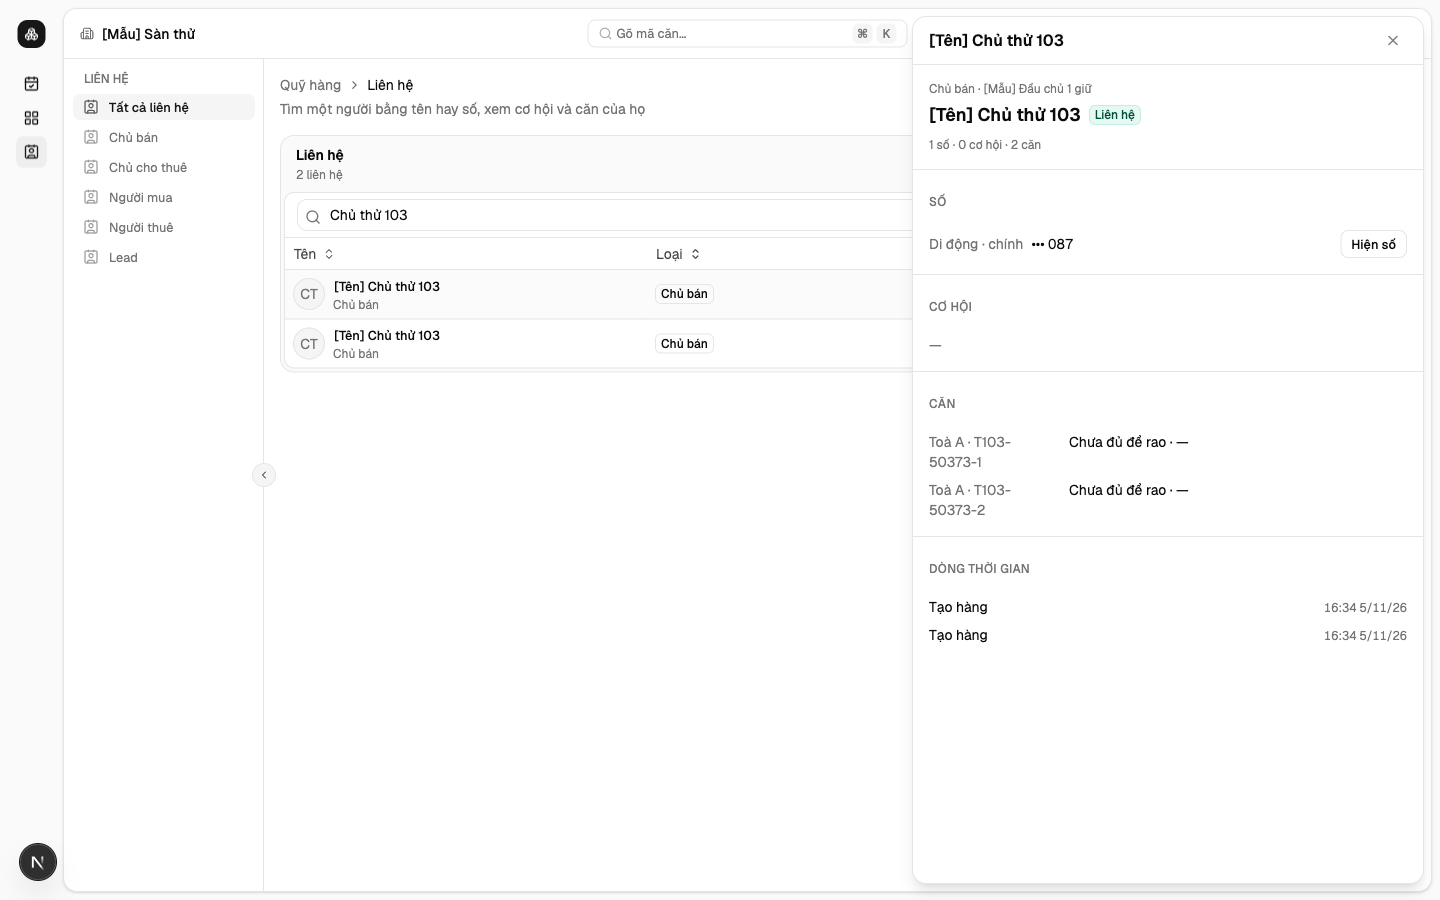 [Mẫu] Sàn thử
Gõ mã căn...
⌘ K
LIÊN HỆ
Tất cả liên hệ
Chủ bán
Chủ cho thuê
Người mua
Người thuê
Lead
Quỹ hàng > Liên hệ
Tìm một người bằng tên hay số, xem cơ hội và căn của họ
Liên hệ
2 liên hệ
Chủ thử 103
Tên Loại
CT [Tên] Chủ thử 103 Chủ bán
Chủ bán
CT [Tên] Chủ thử 103 Chủ bán
Chủ bán
[Tên] Chủ thử 103
Chủ bán · [Mẫu] Đầu chủ 1 giữ
[Tên] Chủ thử 103 Liên hệ
1 số · 0 cơ hội · 2 căn
SỐ
Di động · chính ••• 087 Hiện số
CƠ HỘI
—
CĂN
Toà A · T103-50373-1 Chưa đủ để rao · —
Toà A · T103-50373-2 Chưa đủ để rao · —
DÒNG THỜI GIAN
Tạo hàng 16:34 5/11/26
Tạo hàng 16:34 5/11/26
N